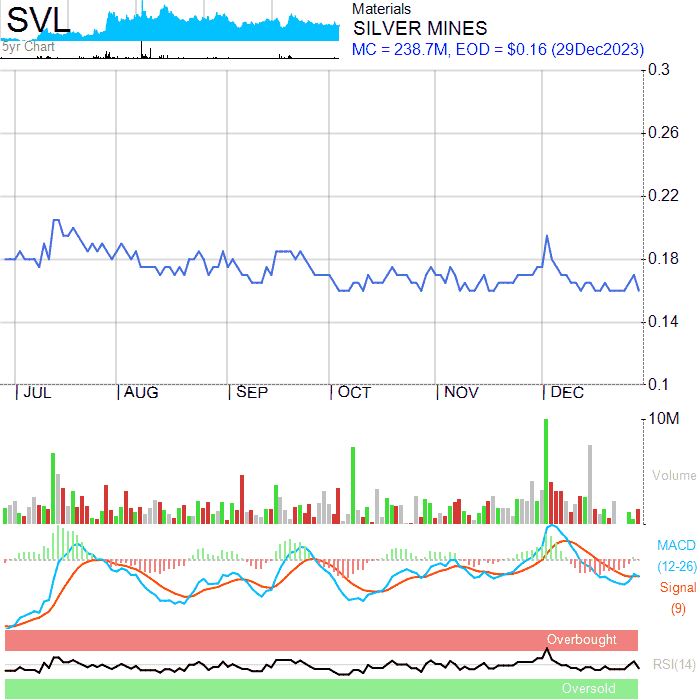 SVL
5yr Chart
Materials
SILVER MINES
MC = 238.7M, EOD = $0.16 (29Dec2023)
0.3
0.26
0.22
0.18
0.14
0.1
JUL
AUG
SEP
OCT
NOV
DEC
10M
Volume
MACD
(12-26)
Signal
(9)
Overbought
RSI(14)
Oversold